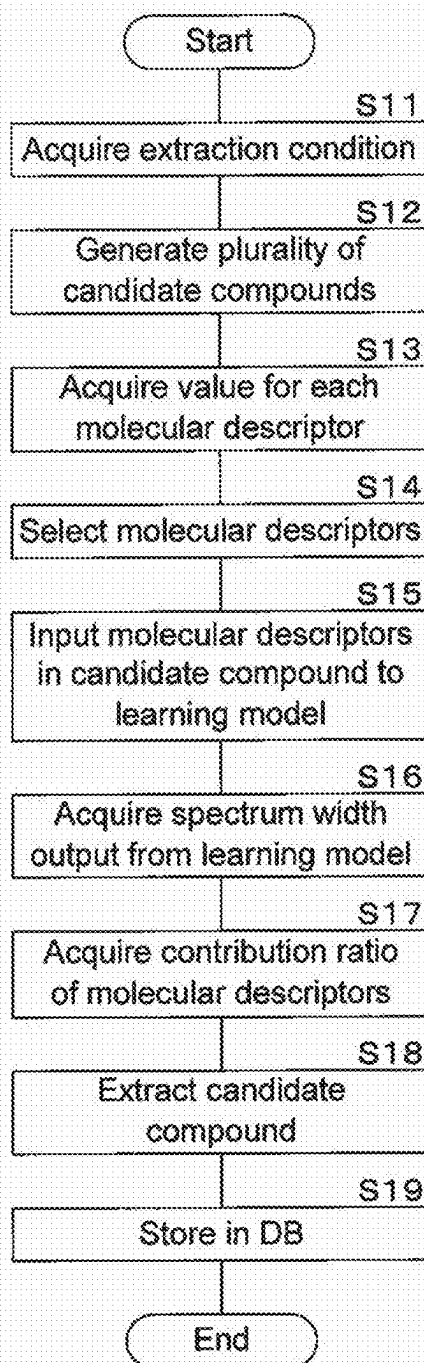 Start
S11
Acquire extraction condition
S12
Generate plurality of
candidate compounds
S13
Acquire value for each
molecular descriptor
S14
Select molecular descriptors
S15
Input molecular descriptors
in candidate compound to
learning model
S16
Acquire spectrum width
output from learning model
S17
Acquire contribution ratio
of molecular descriptors
S18
Extract candidate
compound
S19
Store in DB
End